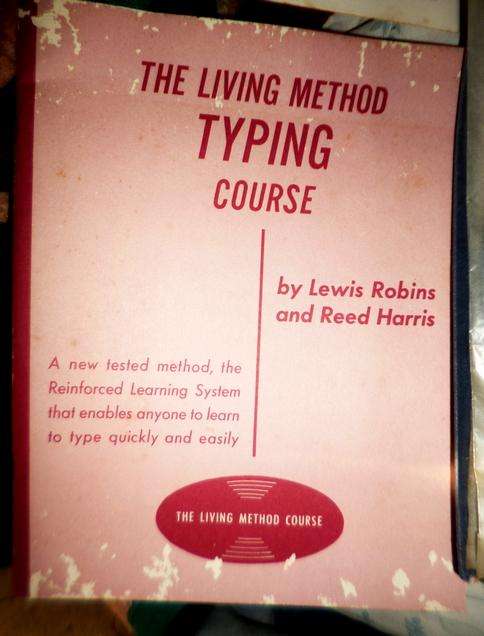 THE LIVING METHOD
TYPING
COURSE
by Lewis Robins
and Reed Harris
A new tested method, the
Reinforced Learning System
that enables anyone to learn
to type quickly and easily
THE LIVING METHOD COURSE